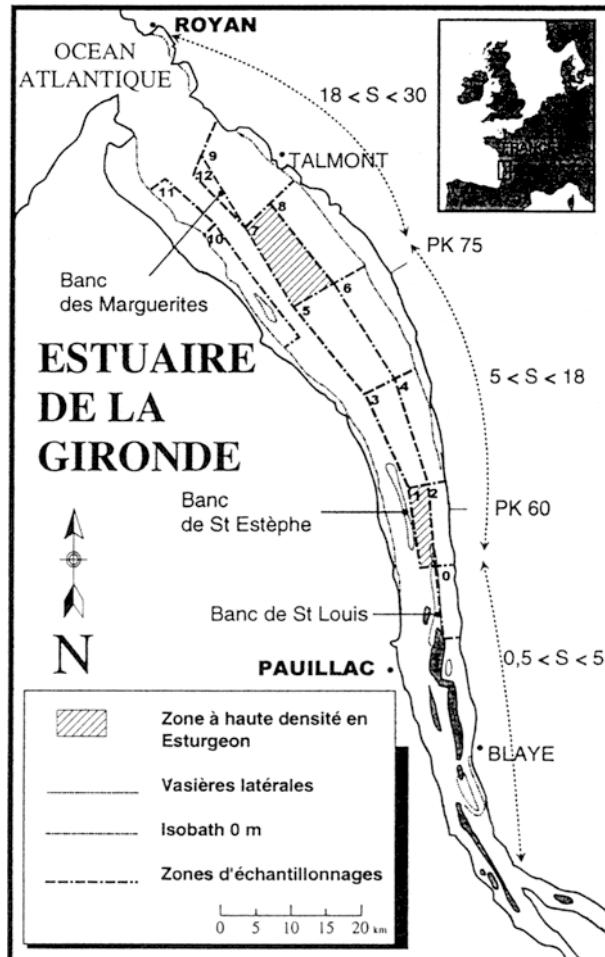 ROYAN
OCEAN
ATLANTIQUE
18 < S < 30
TALMONT
9
12
11
8
7
10
PK 75
Banc
des Marguerites
6
5
ESTUAIRE
DE LA
GIRONDE
5 < S < 18
4
3
1
2
Banc
de St Estèphe
PK 60
0
N
Banc de St Louis
0,5 < S < 5
PAUILLAC
BLAYE
Zone à haute densité en
Esturgeon
Vasières latérales
Isobath 0 m
Zones d'échantillonnages
0 5 10 15 20 km